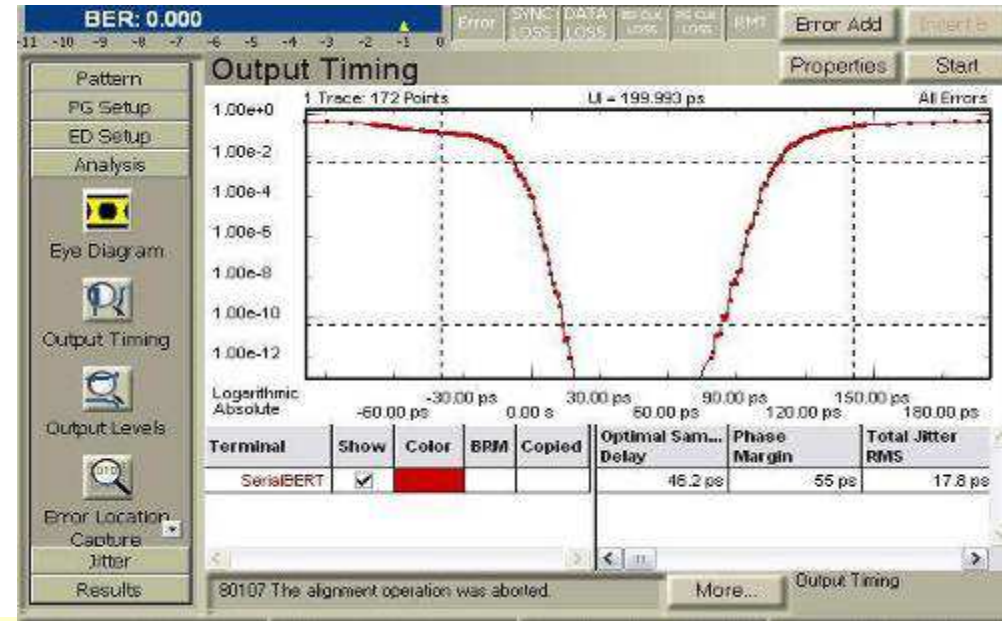 BER: 0.000
-11 -10 -9 -8 -7 -6 -5 -4 -3 -2 -1 0
Error
SYNC LOSS
DATA LOSS
RMT
Error Add
Output Timing
Properties
Start
Pattern
PG Setup
ED Setup
Analysis
Eye Diagram
Output Timing
Output Levels
Error Location Capture
Jitter
Results
1 Trace: 172 Points
UI = 199.993 ps
All Errors
1.00e+0
1.00e-2
1.00e-4
1.00e-6
1.00e-8
1.00e-10
1.00e-12
Logarithmic
Absolute
-60.00 ps
-30.00 ps
0.00 s
30.00 ps
60.00 ps
90.00 ps
120.00 ps
150.00 ps
180.00 ps
Terminal
Show
Color
BRM
Copied
Optimal Sam... Delay
Phase Margin
Total Jitter RMS
SerialBERT
46.2 ps
55 ps
17.8 ps
80107 The alignment operation was aborted.
More...
Output Timing